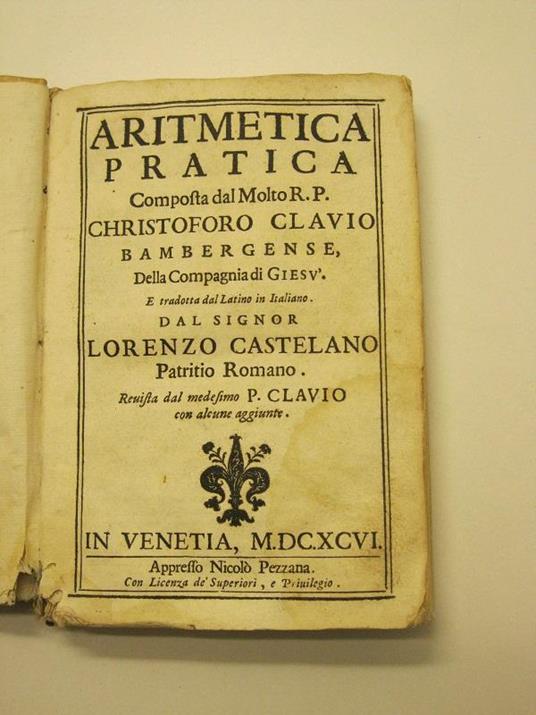 ARITMETICA
PRATICA
Compoſta dal Molto R. P.
CHRISTOFORO CLAVIO
BAMBERGENSE,
Della Compagnia di GIESV'.
E tradotta dal Latino in Italiano.
DAL SIGNOR
LORENZO CASTELANO
Patritio Romano.
Reuiſta dal medeſimo P. CLAVIO
con alcune aggiunte.
IN VENETIA, M.DC.XCVI.
Appreſſo Nicolò Pezzana.
Con Licenza de' Superiori, e Priuilegio.